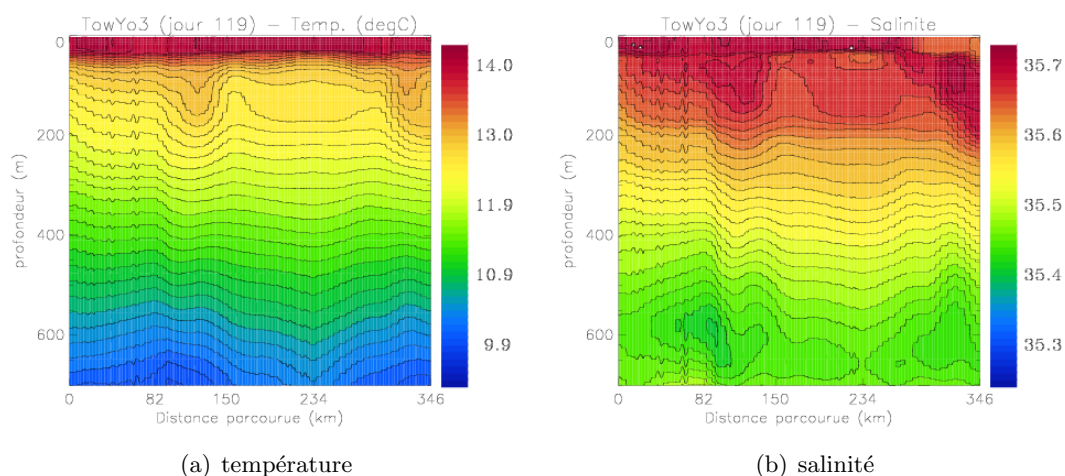 TowYo3 (jour 119) – Temp. (degC)
0
200
400
600
profondeur (m)
0 82 150 234 346
Distance parcourue (km)
14.0
13.0
11.9
10.9
9.9
(a) température
TowYo3 (jour 119) – Salinite
0
200
400
600
profondeur (m)
0 82 150 234 346
Distance parcourue (km)
35.7
35.6
35.5
35.4
35.3
(b) salinité